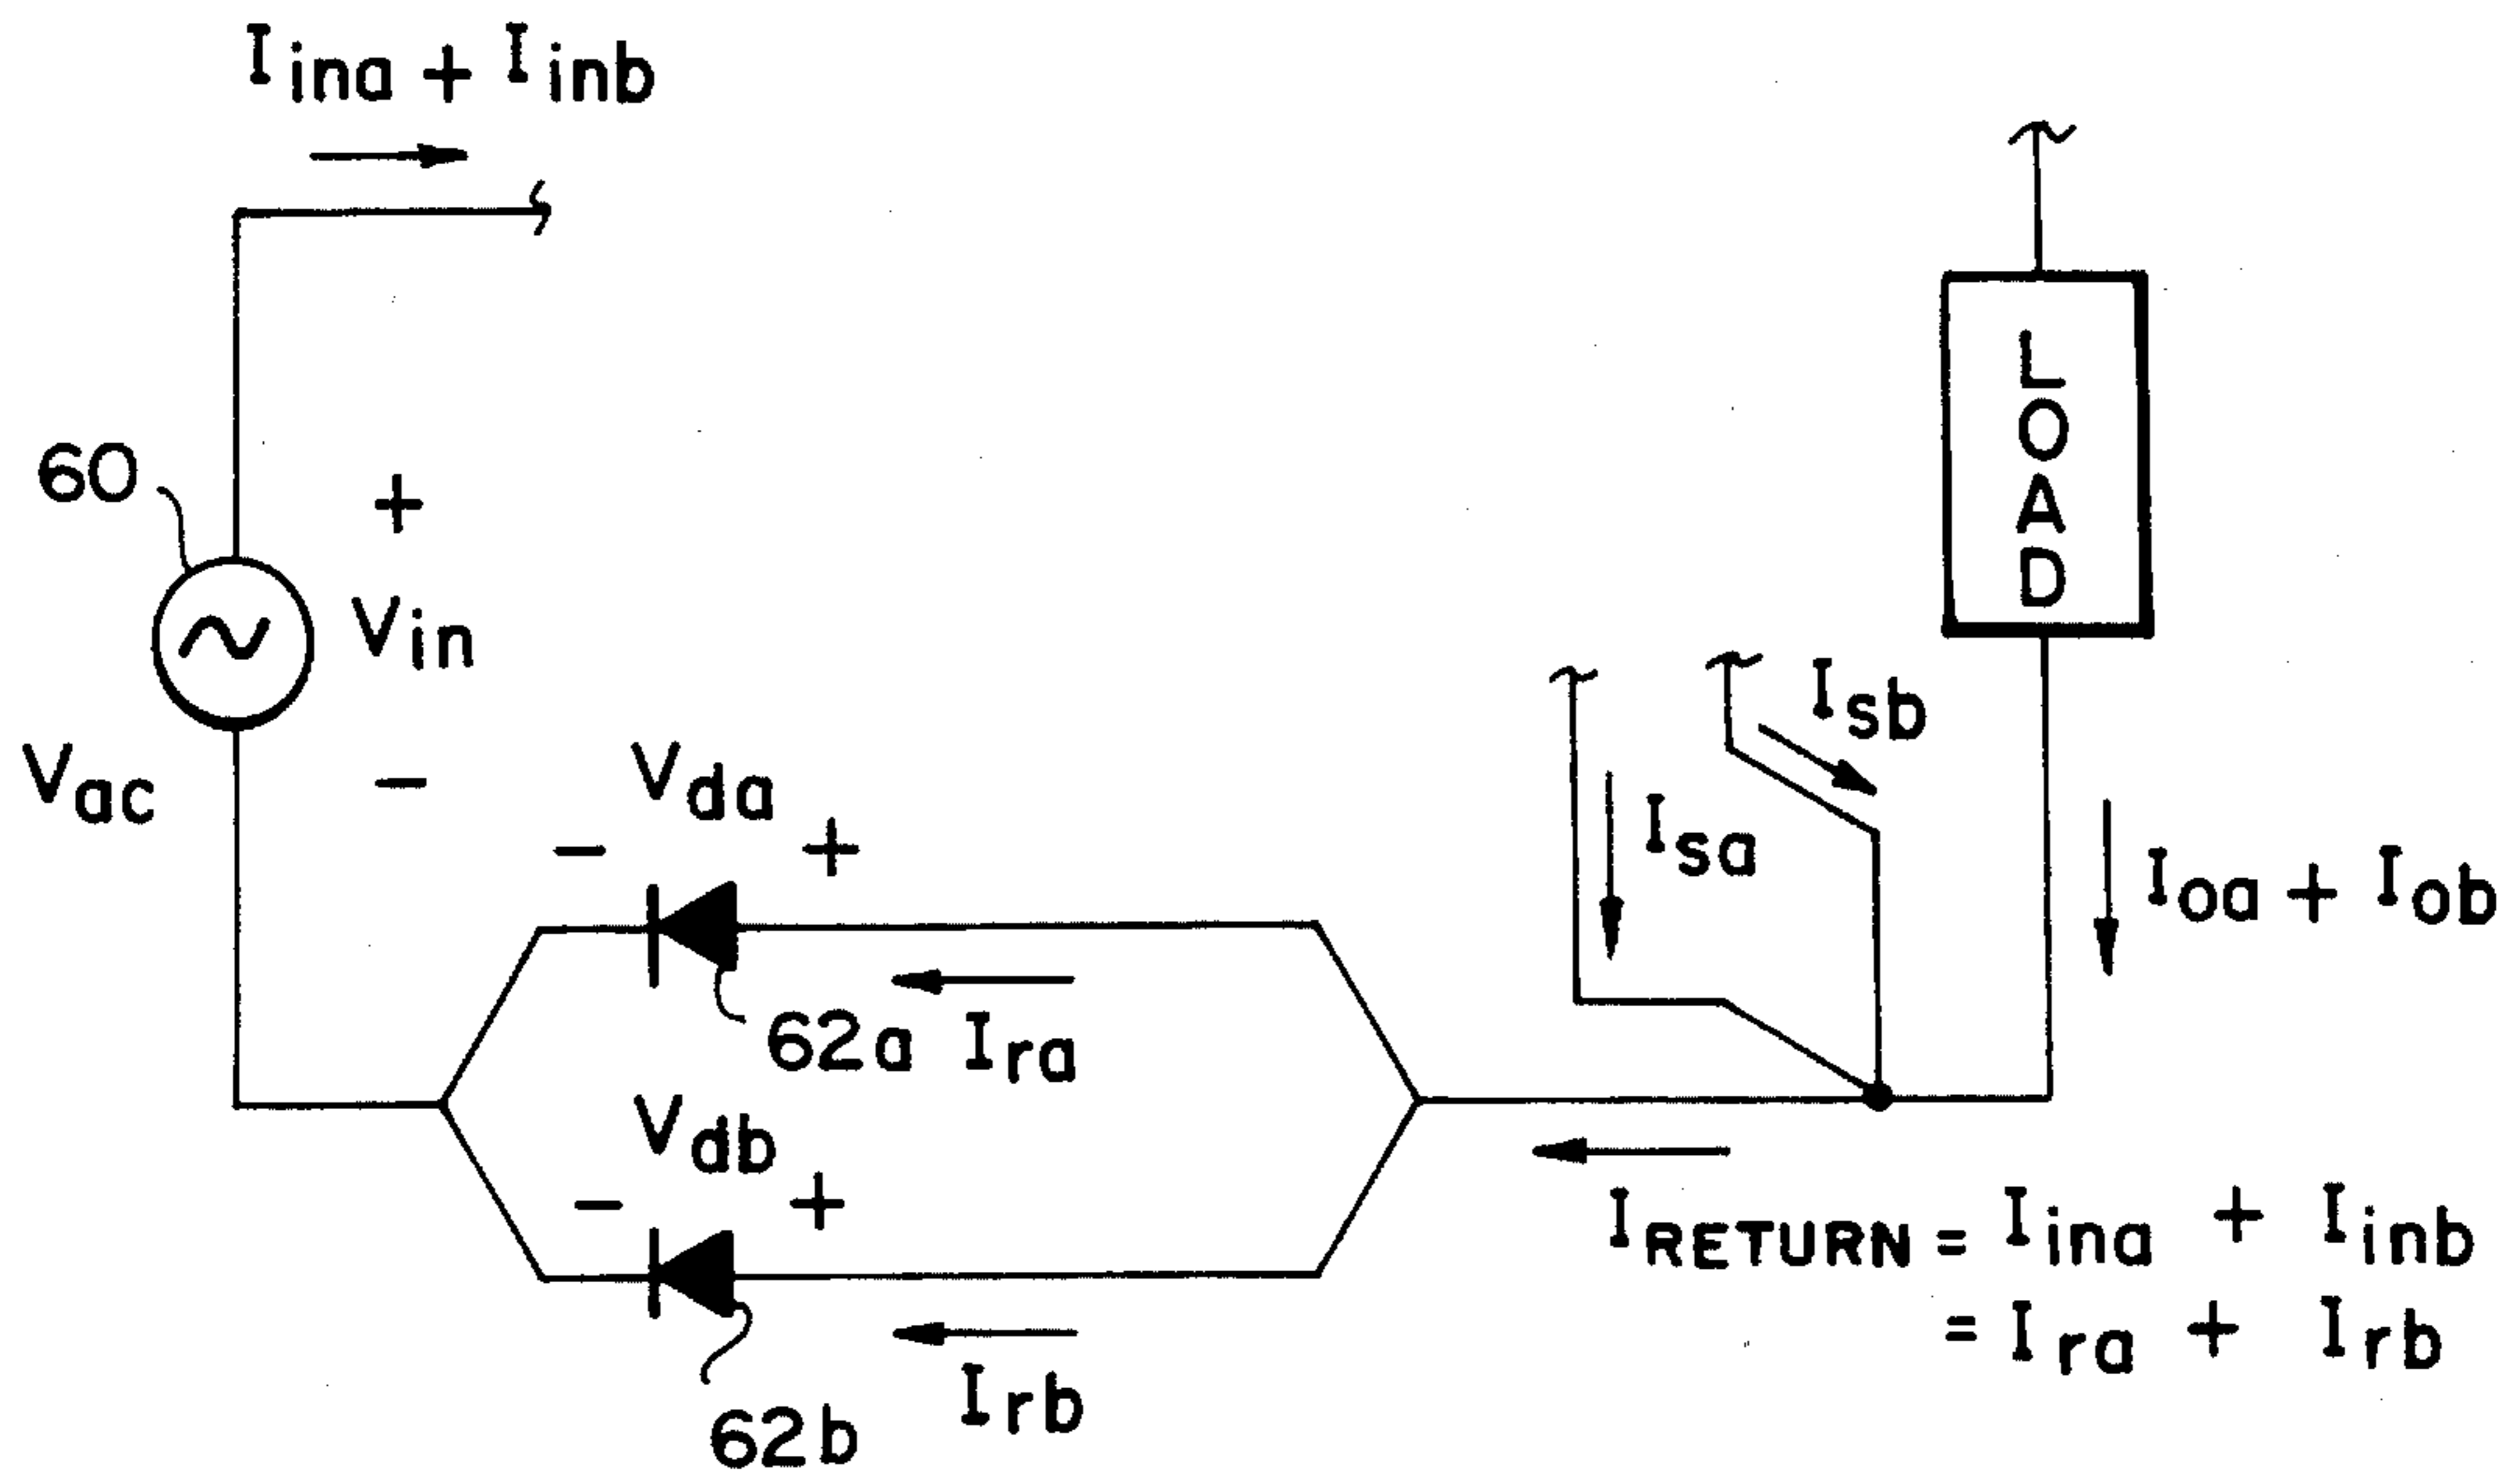 Iina + Iinb
60
+
Vin
−
Vac
LOAD
Isb
Isa
Ioa + Iob
Vda
− +
62a Ira
Vdb
− +
62b
Irb
IRETURN = Iina + Iinb
= Ira + Irb